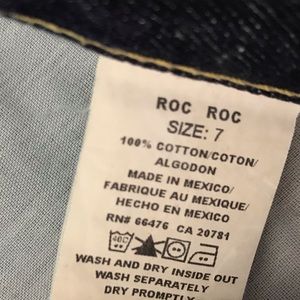 ROC ROC
SIZE: 7
100% COTTON/COTON/
ALGODON
MADE IN MEXICO/
FABRIQUE AU MEXIQUE/
HECHO EN MEXICO
RN# 66476 CA 20781
WASH AND DRY INSIDE OUT
WASH SEPARATELY
DRY PROMPTLY